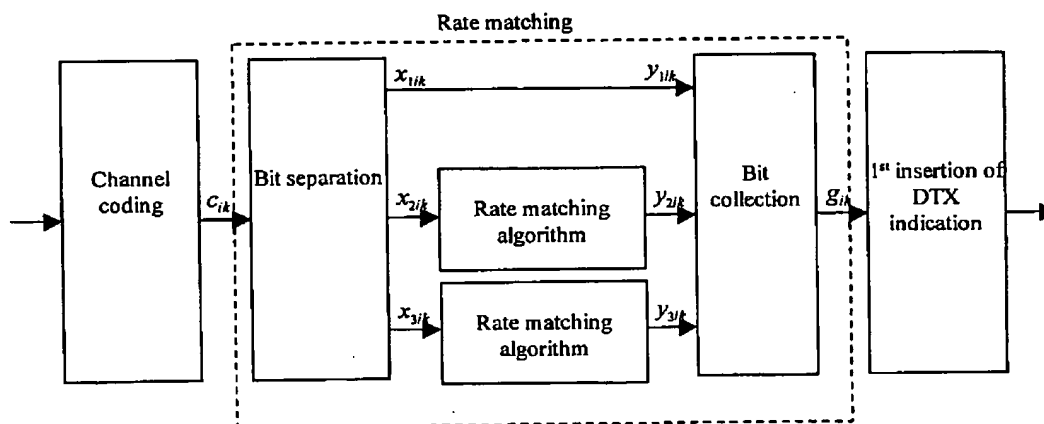 Rate matching
Channel
coding
c_ik
Bit separation
x_1ik
y_1ik
x_2ik
Rate matching
algorithm
y_2ik
x_3ik
Rate matching
algorithm
y_3ik
Bit
collection
g_ik
1st insertion of
DTX
indication